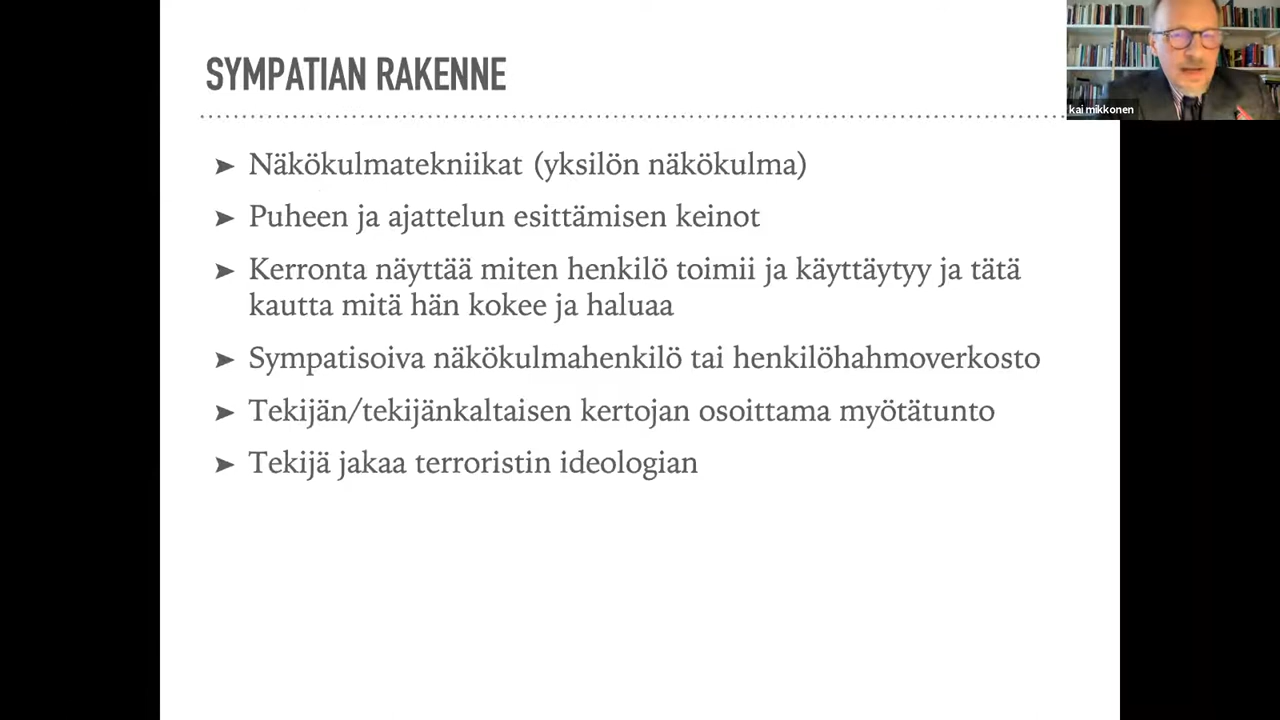 SYMPATIAN RAKENNE
kai mikkonen
➤ Näkökulmatekniikat (yksilön näkökulma)
➤ Puheen ja ajattelun esittämisen keinot
➤ Kerronta näyttää miten henkilö toimii ja käyttäytyy ja tätä
kautta mitä hän kokee ja haluaa
➤ Sympatisoiva näkökulmahenkilö tai henkilöhahmoverkosto
➤ Tekijän/tekijänkaltaisen kertojan osoittama myötätunto
➤ Tekijä jakaa terroristin ideologian